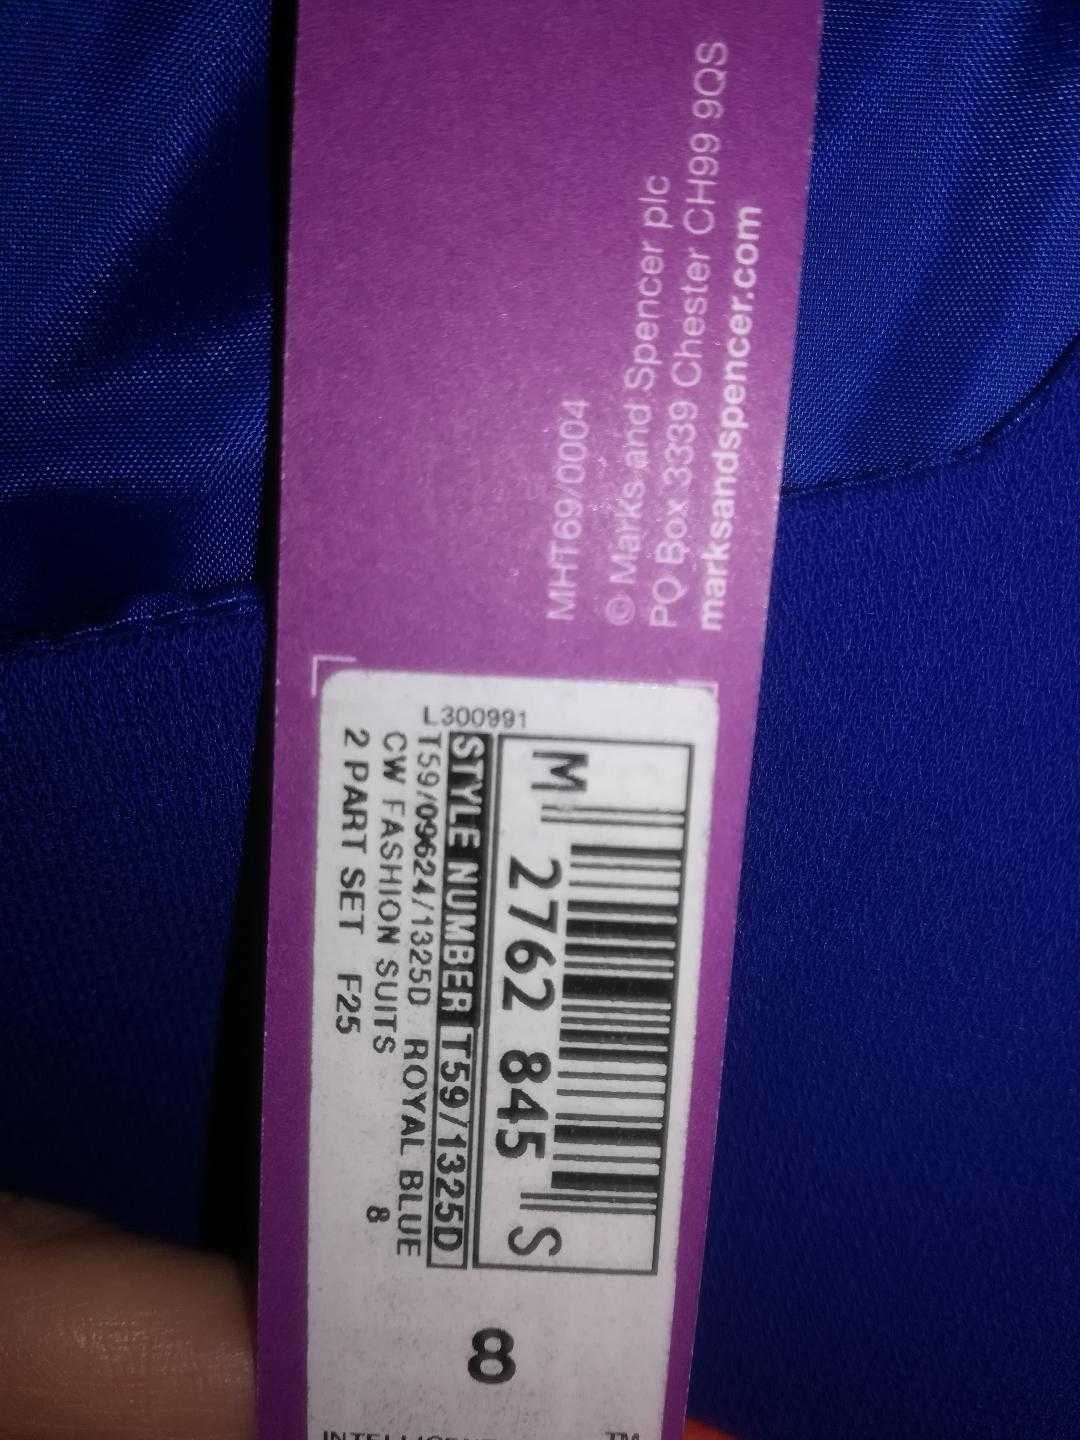 MHT69/0004
© Marks and Spencer plc
PO Box 3339 Chester CH99 9QS
marksandspencer.com
L300991
M 2762 845 S
STYLE NUMBER T59/1325D
T59/09624/1325D ROYAL BLUE
CW FASHION SUITS 8
2 PART SET F25
8
TM